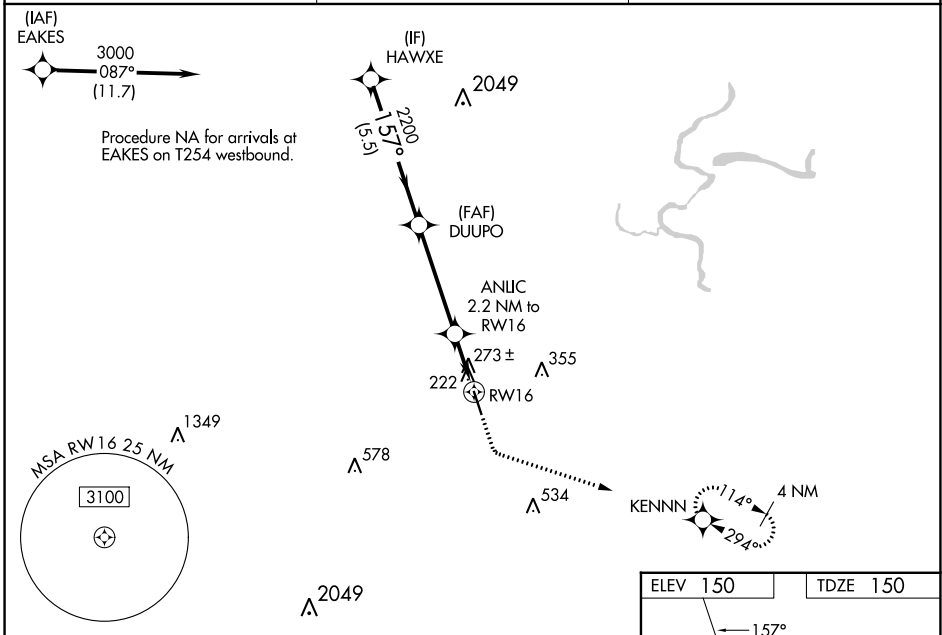 (IAF)
EAKES
3000
087°
(11.7)
Procedure NA for arrivals at
EAKES on T254 westbound.
(IF)
HAWXE
2049
2200
157°
(5.5)
(FAF)
DUUPO
ANLIC
2.2 NM to
RW16
273 ±
355
222
RW16
1349
MSA RW16 25 NM
3100
578
534
KENNN
114°
4 NM
294°
2049
ELEV 150
TDZE 150
157°